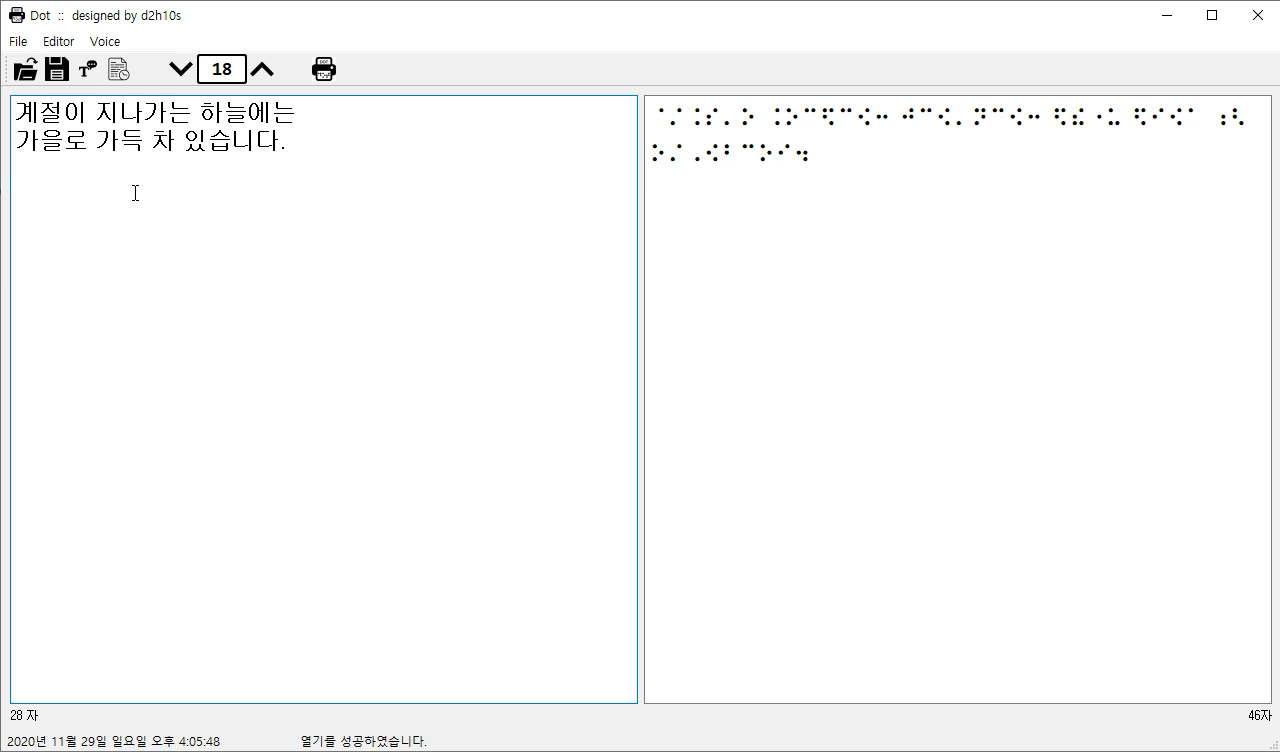 Dot :: designed by d2h10s
File Editor Voice
18
계절이 지나가는 하늘에는
가을로 가득 차 있습니다.
28 자
46자
2020년 11월 29일 일요일 오후 4:05:48
열기를 성공하였습니다.